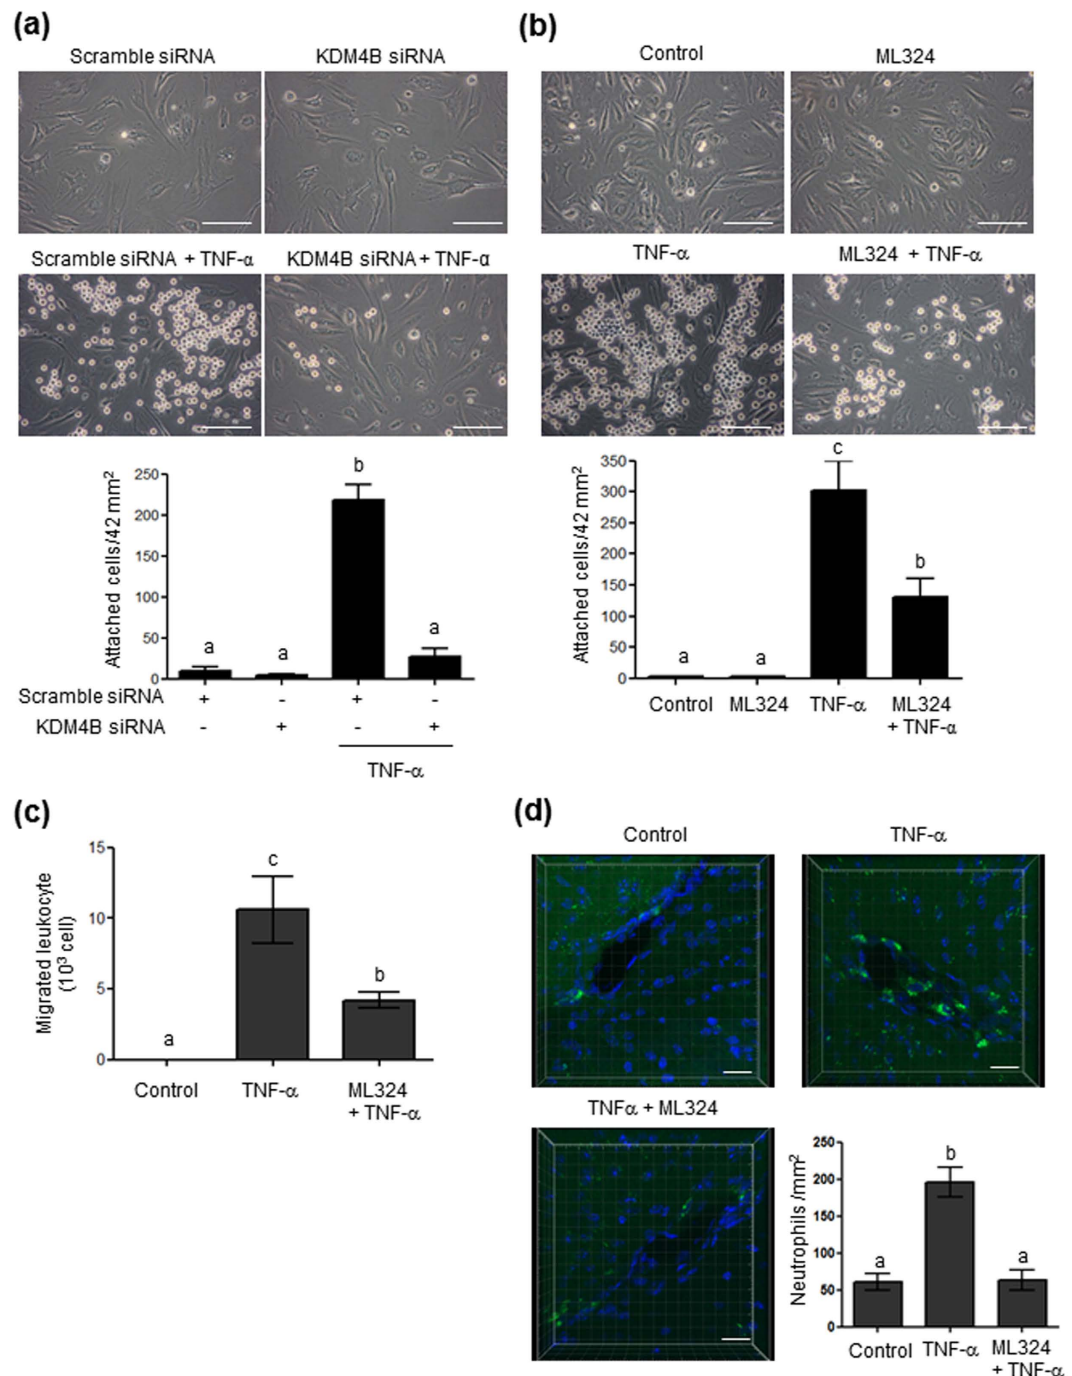 (a)
Scramble siRNA
KDM4B siRNA
Scramble siRNA + TNF-α
KDM4B siRNA + TNF-α
250
200
150
100
50
0
Attached cells/42 mm²
b
a
a
a
Scramble siRNA + - + -
KDM4B siRNA - + - +
TNF-α
(b)
Control
ML324
TNF-α
ML324 + TNF-α
350
300
250
200
150
100
50
0
Attached cells/42 mm²
a
a
c
b
Control
ML324
TNF-α
ML324
+ TNF-α
(c)
15
10
5
0
Migrated leukocyte
(10³ cell)
a
c
b
Control
TNF-α
ML324
+ TNF-α
(d)
Control
TNF-α
TNFα + ML324
250
200
150
100
50
0
Neutrophils /mm²
a
b
a
Control
TNF-α
ML324
+ TNF-α